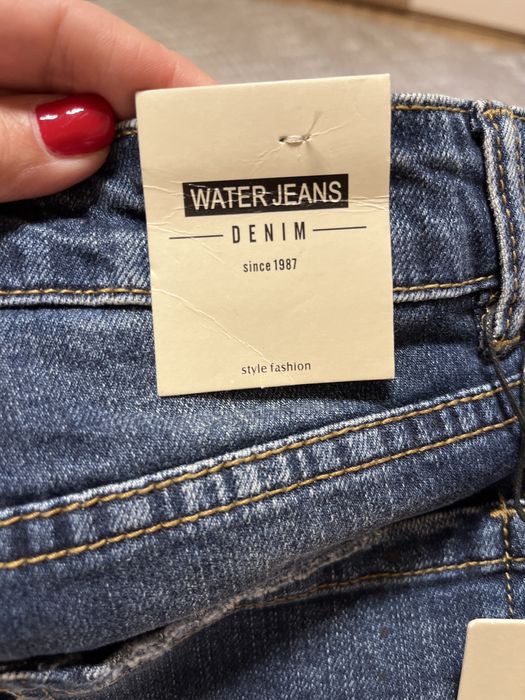 WATER JEANS
DENIM
since 1987
style fashion